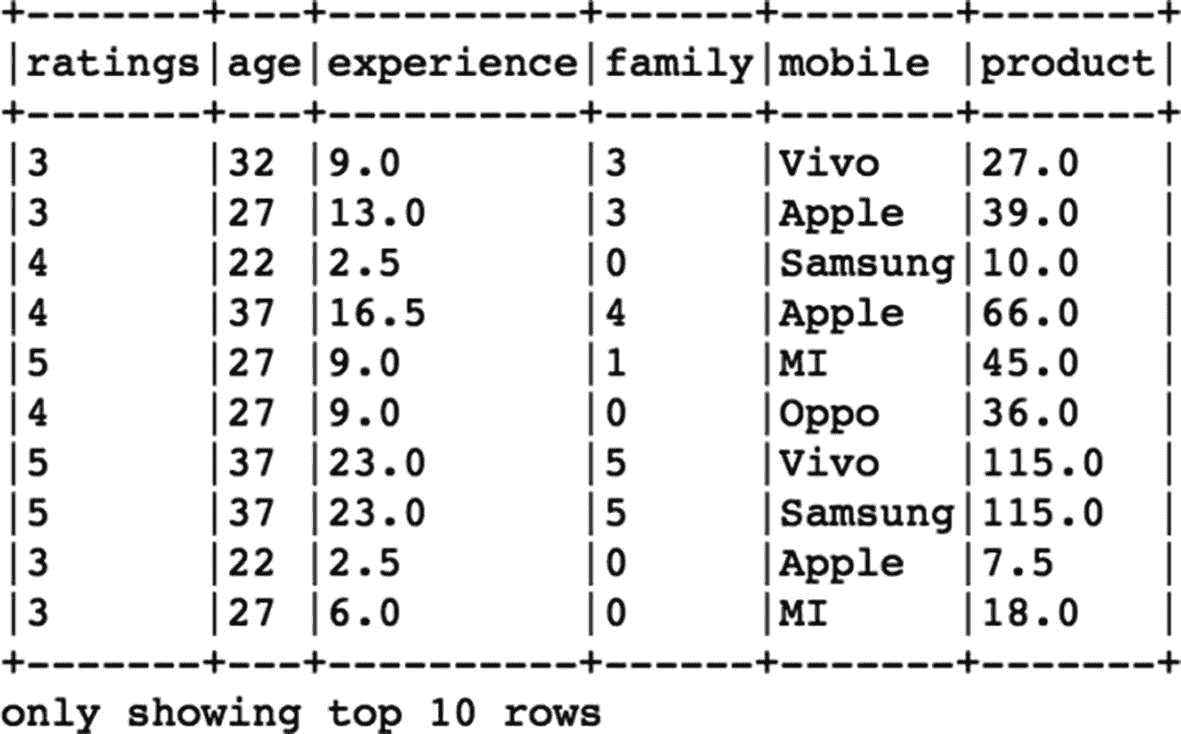 +-------+---+----------+------+-------+-------+
|ratings|age|experience|family|mobile |product|
+-------+---+----------+------+-------+-------+
|3      |32 |9.0       |3     |Vivo   |27.0   |
|3      |27 |13.0      |3     |Apple  |39.0   |
|4      |22 |2.5       |0     |Samsung|10.0   |
|4      |37 |16.5      |4     |Apple  |66.0   |
|5      |27 |9.0       |1     |MI     |45.0   |
|4      |27 |9.0       |0     |Oppo   |36.0   |
|5      |37 |23.0      |5     |Vivo   |115.0  |
|5      |37 |23.0      |5     |Samsung|115.0  |
|3      |22 |2.5       |0     |Apple  |7.5    |
|3      |27 |6.0       |0     |MI     |18.0   |
+-------+---+----------+------+-------+-------+
only showing top 10 rows